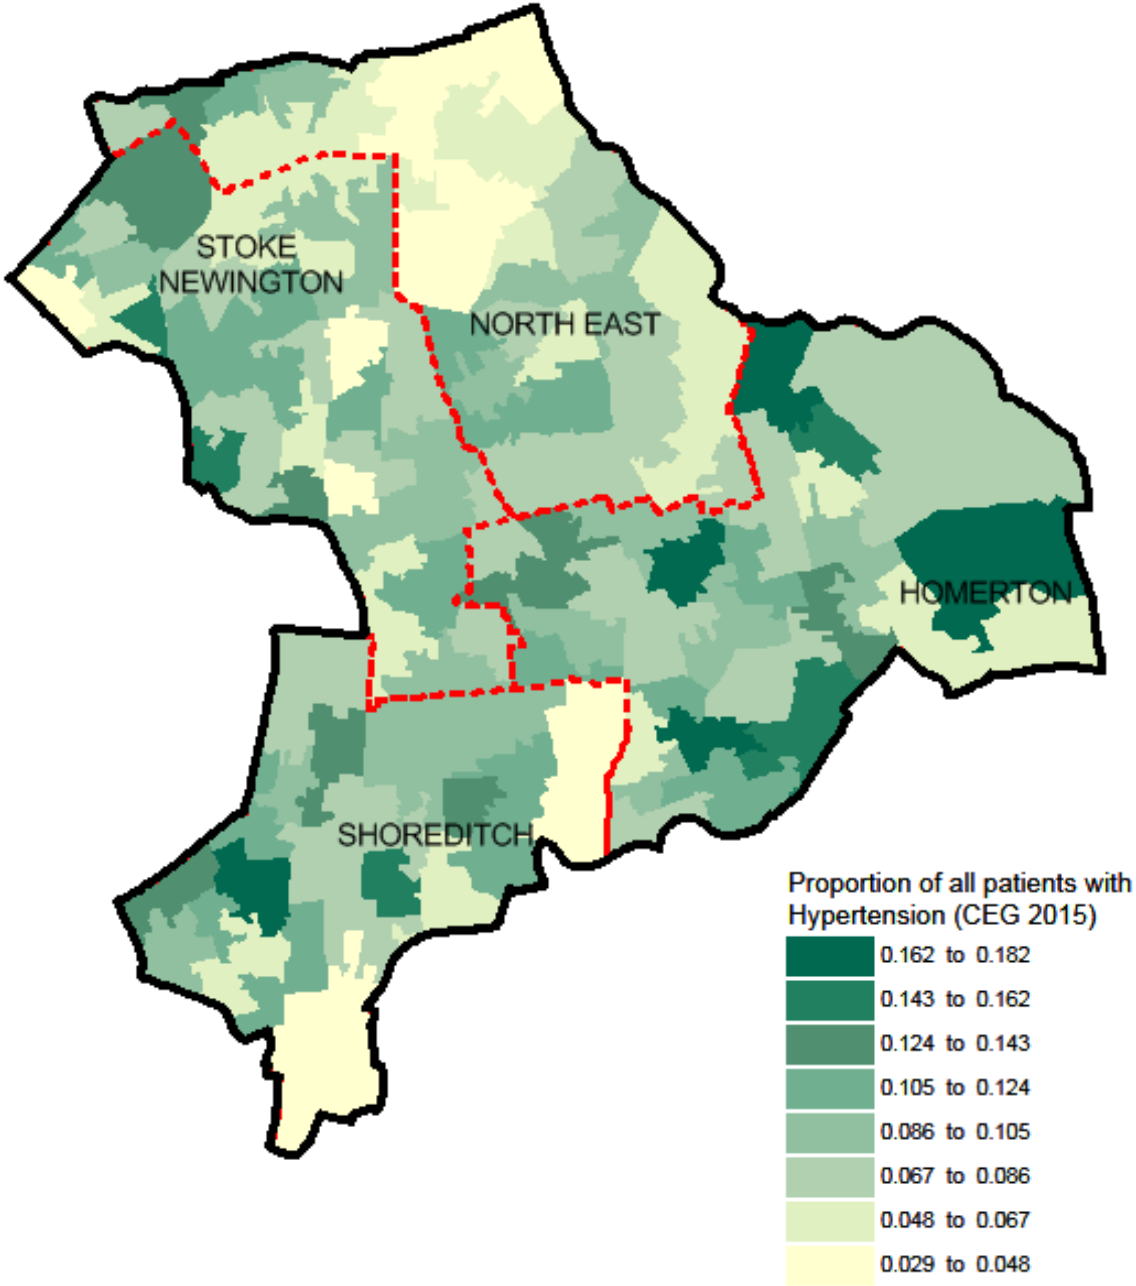 STOKE
NEWINGTON
NORTH EAST
HOMERTON
SHOREDITCH
Proportion of all patients with
Hypertension (CEG 2015)
0.162 to 0.182
0.143 to 0.162
0.124 to 0.143
0.105 to 0.124
0.086 to 0.105
0.067 to 0.086
0.048 to 0.067
0.029 to 0.048